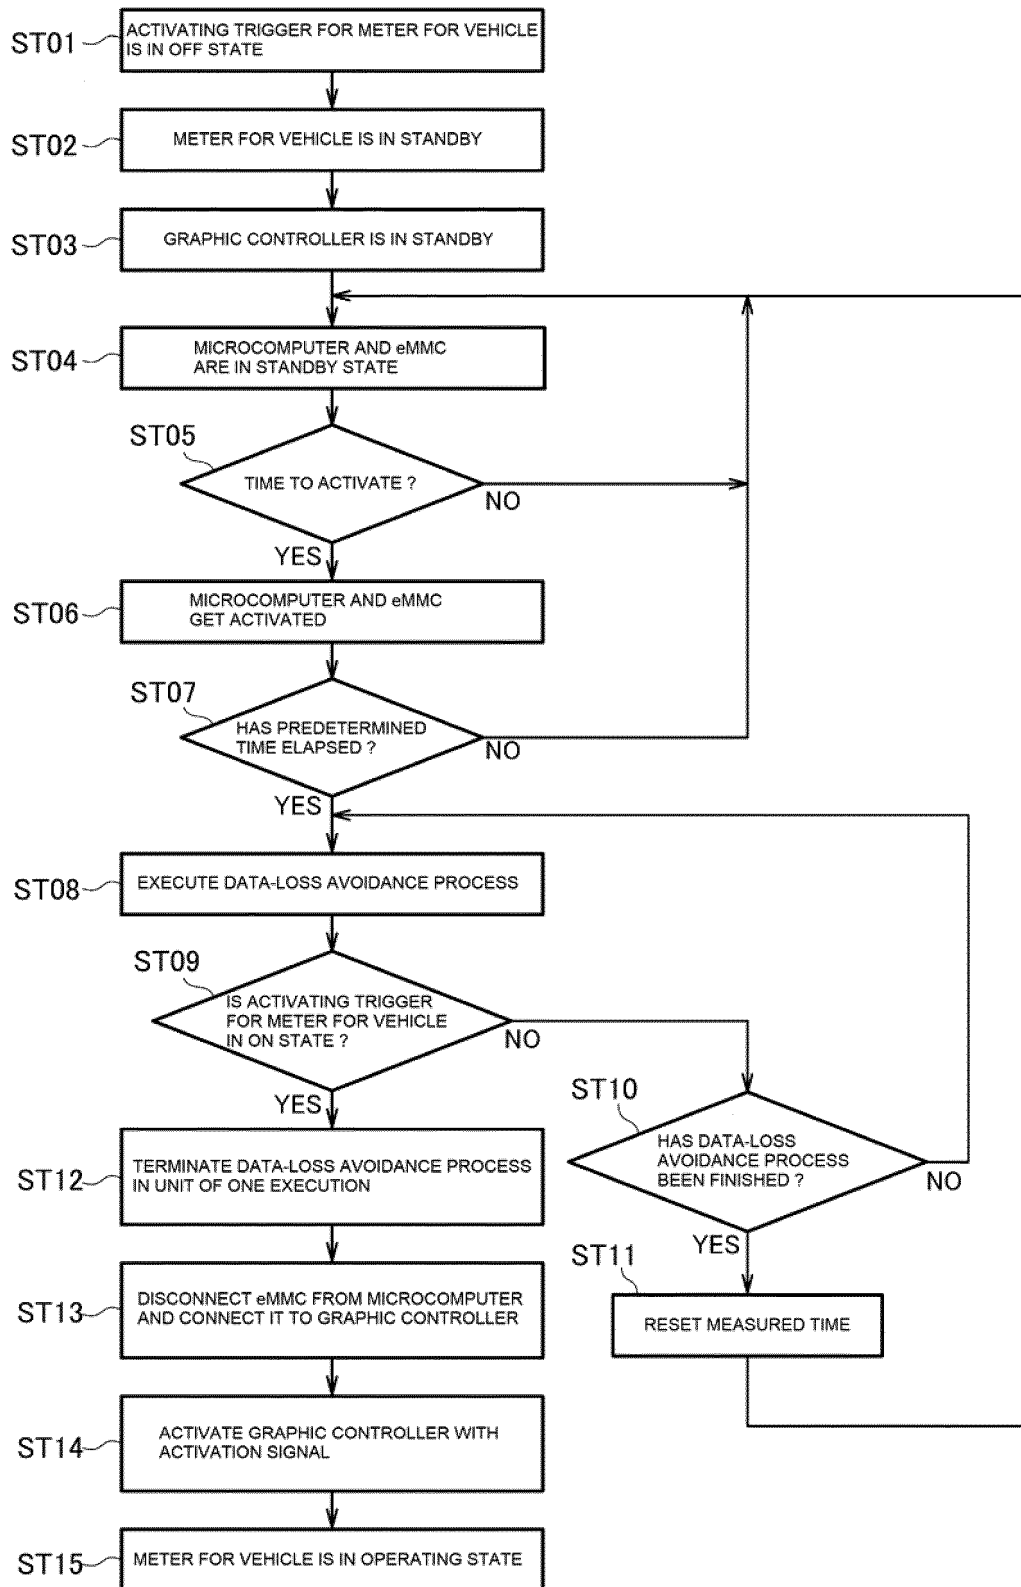 ST01
ACTIVATING TRIGGER FOR METER FOR VEHICLE
IS IN OFF STATE
ST02
METER FOR VEHICLE IS IN STANDBY
ST03
GRAPHIC CONTROLLER IS IN STANDBY
ST04
MICROCOMPUTER AND eMMC
ARE IN STANDBY STATE
ST05
TIME TO ACTIVATE ?
NO
YES
ST06
MICROCOMPUTER AND eMMC
GET ACTIVATED
ST07
HAS PREDETERMINED
TIME ELAPSED ?
NO
YES
ST08
EXECUTE DATA-LOSS AVOIDANCE PROCESS
ST09
IS ACTIVATING TRIGGER
FOR METER FOR VEHICLE
IN ON STATE ?
NO
YES
ST10
HAS DATA-LOSS
AVOIDANCE PROCESS
BEEN FINISHED ?
NO
YES
ST11
RESET MEASURED TIME
ST12
TERMINATE DATA-LOSS AVOIDANCE PROCESS
IN UNIT OF ONE EXECUTION
ST13
DISCONNECT eMMC FROM MICROCOMPUTER
AND CONNECT IT TO GRAPHIC CONTROLLER
ST14
ACTIVATE GRAPHIC CONTROLLER WITH
ACTIVATION SIGNAL
ST15
METER FOR VEHICLE IS IN OPERATING STATE